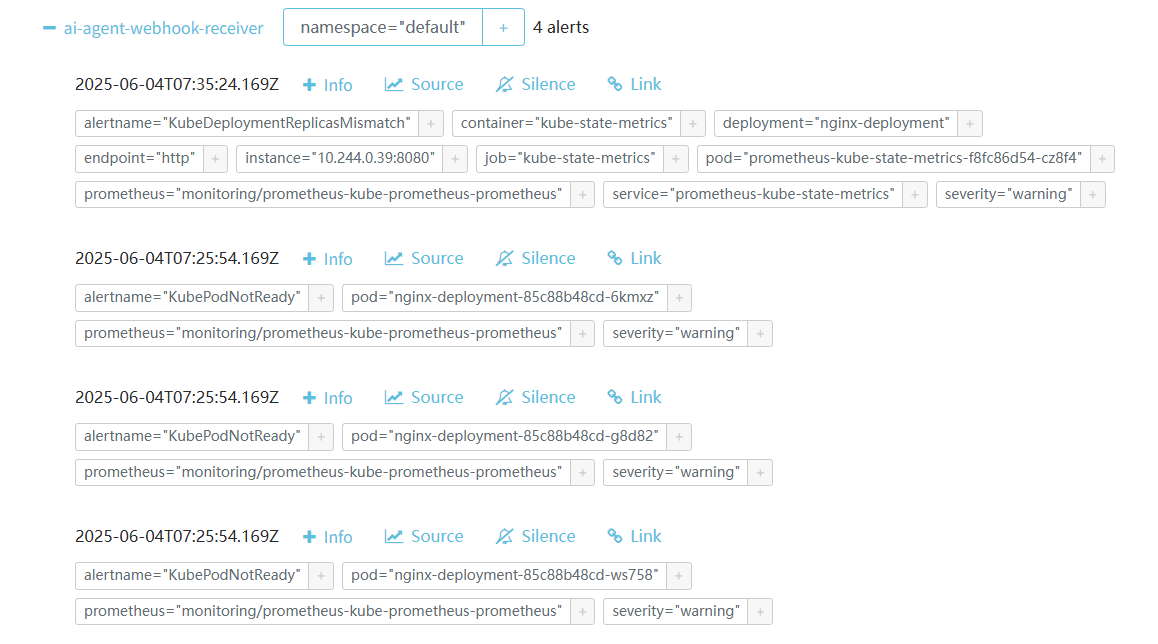 ai-agent-webhook-receiver namespace="default" + 4 alerts
2025-06-04T07:35:24.169Z + Info Source Silence Link
alertname="KubeDeploymentReplicasMismatch" + container="kube-state-metrics" + deployment="nginx-deployment" +
endpoint="http" + instance="10.244.0.39:8080" + job="kube-state-metrics" + pod="prometheus-kube-state-metrics-f8fc86d54-cz8f4" +
prometheus="monitoring/prometheus-kube-prometheus-prometheus" + service="prometheus-kube-state-metrics" + severity="warning" +
2025-06-04T07:25:54.169Z + Info Source Silence Link
alertname="KubePodNotReady" + pod="nginx-deployment-85c88b48cd-6kmxz" +
prometheus="monitoring/prometheus-kube-prometheus-prometheus" + severity="warning" +
2025-06-04T07:25:54.169Z + Info Source Silence Link
alertname="KubePodNotReady" + pod="nginx-deployment-85c88b48cd-g8d82" +
prometheus="monitoring/prometheus-kube-prometheus-prometheus" + severity="warning" +
2025-06-04T07:25:54.169Z + Info Source Silence Link
alertname="KubePodNotReady" + pod="nginx-deployment-85c88b48cd-ws758" +
prometheus="monitoring/prometheus-kube-prometheus-prometheus" + severity="warning" +